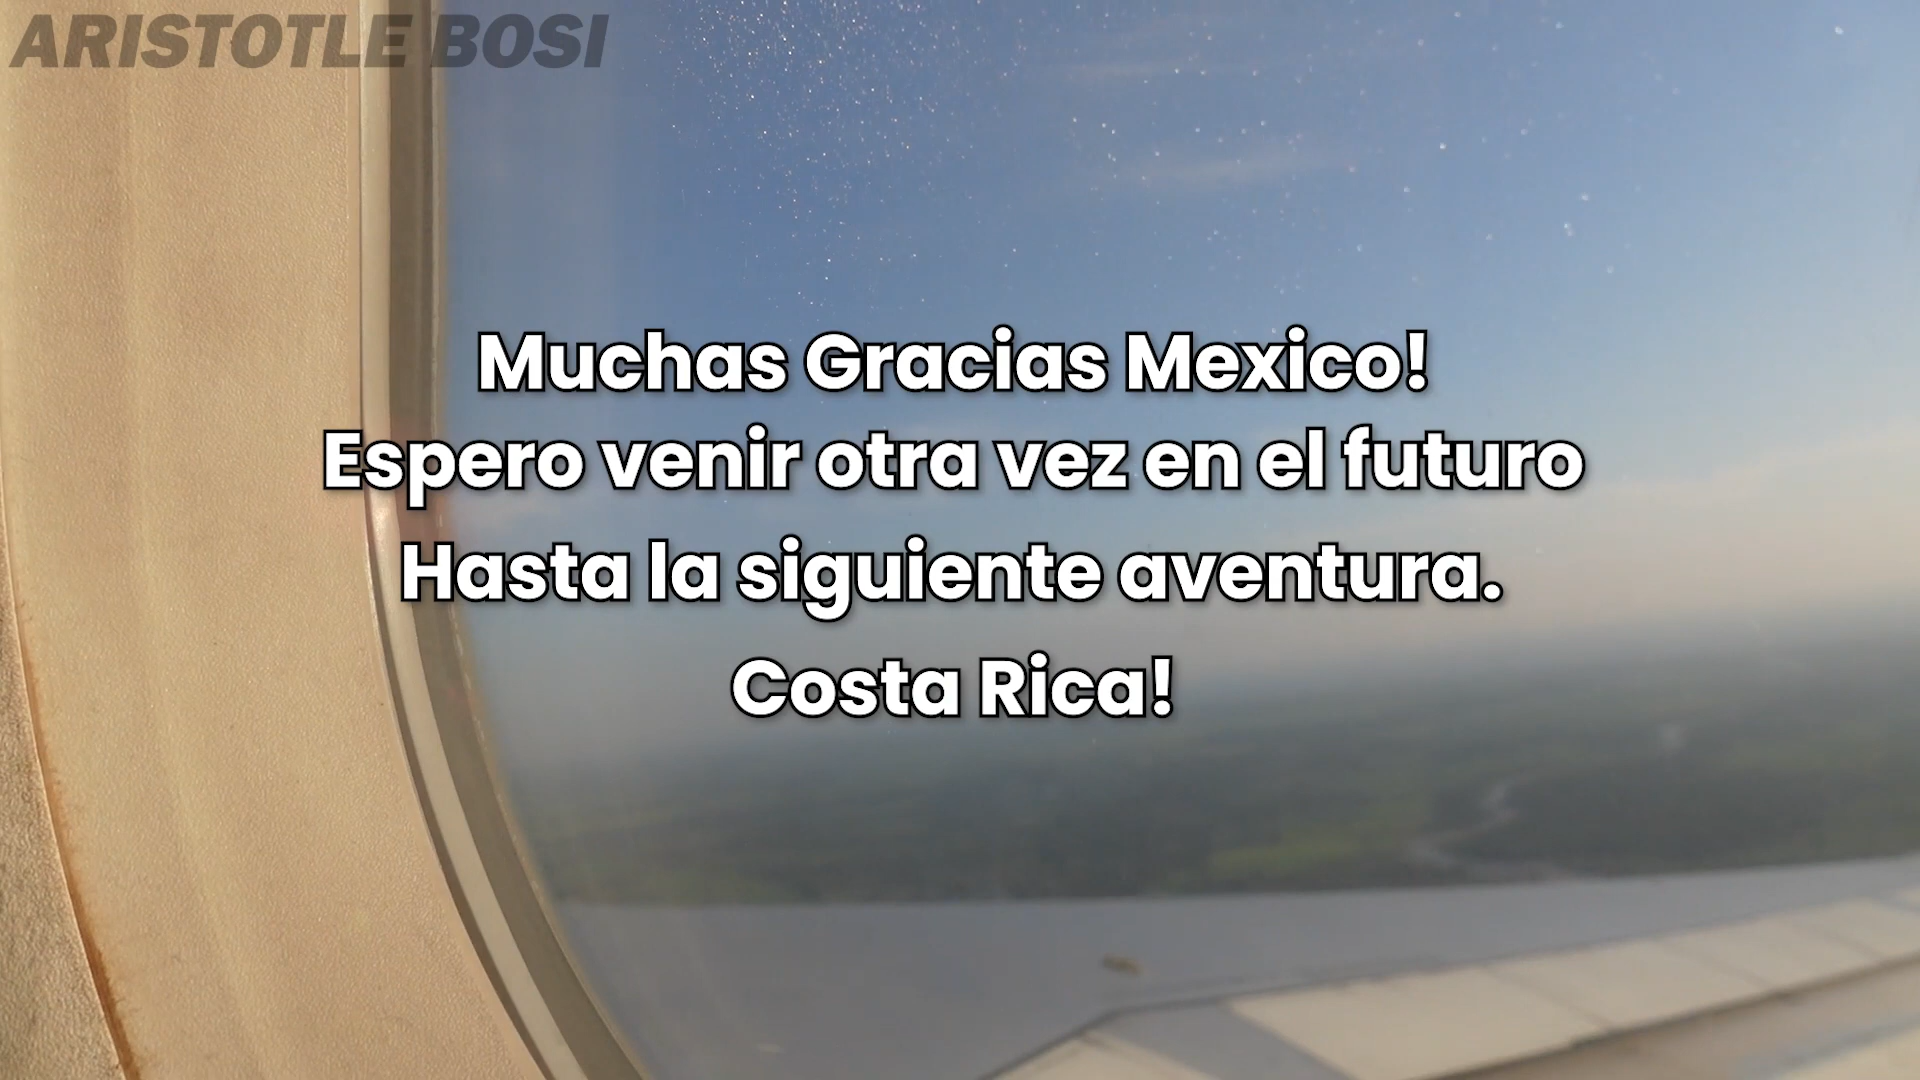 ARISTOTLE BOSI
Muchas Gracias Mexico!
Espero venir otra vez en el futuro
Hasta la siguiente aventura.
Costa Rica!